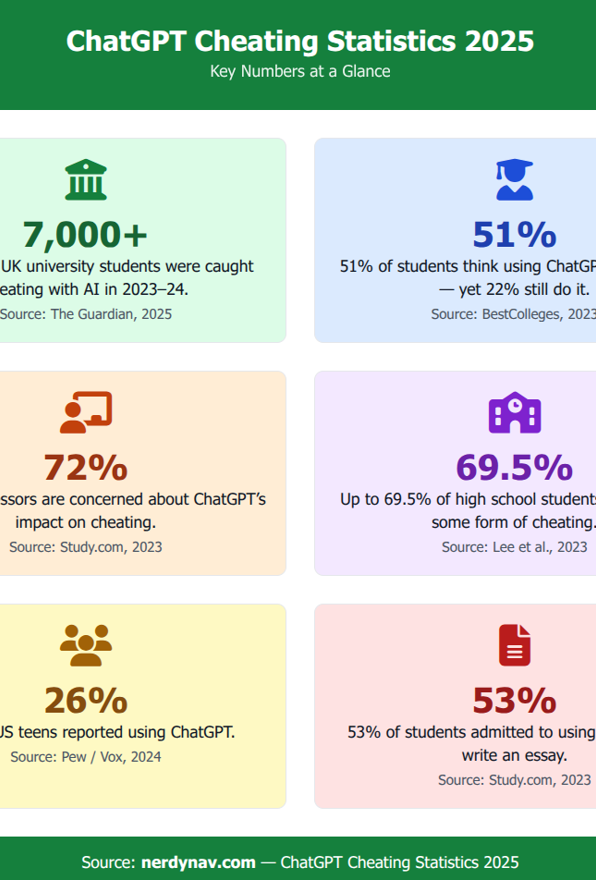 ChatGPT Cheating Statistics 2025
Key Numbers at a Glance
7,000+
UK university students were caught
eating with AI in 2023–24.
Source: The Guardian, 2025
51%
51% of students think using ChatGP
— yet 22% still do it.
Source: BestColleges, 2023
72%
ssors are concerned about ChatGPT’s
impact on cheating.
Source: Study.com, 2023
69.5%
Up to 69.5% of high school students
some form of cheating.
Source: Lee et al., 2023
26%
US teens reported using ChatGPT.
Source: Pew / Vox, 2024
53%
53% of students admitted to using
write an essay.
Source: Study.com, 2023
Source: nerdynav.com — ChatGPT Cheating Statistics 2025